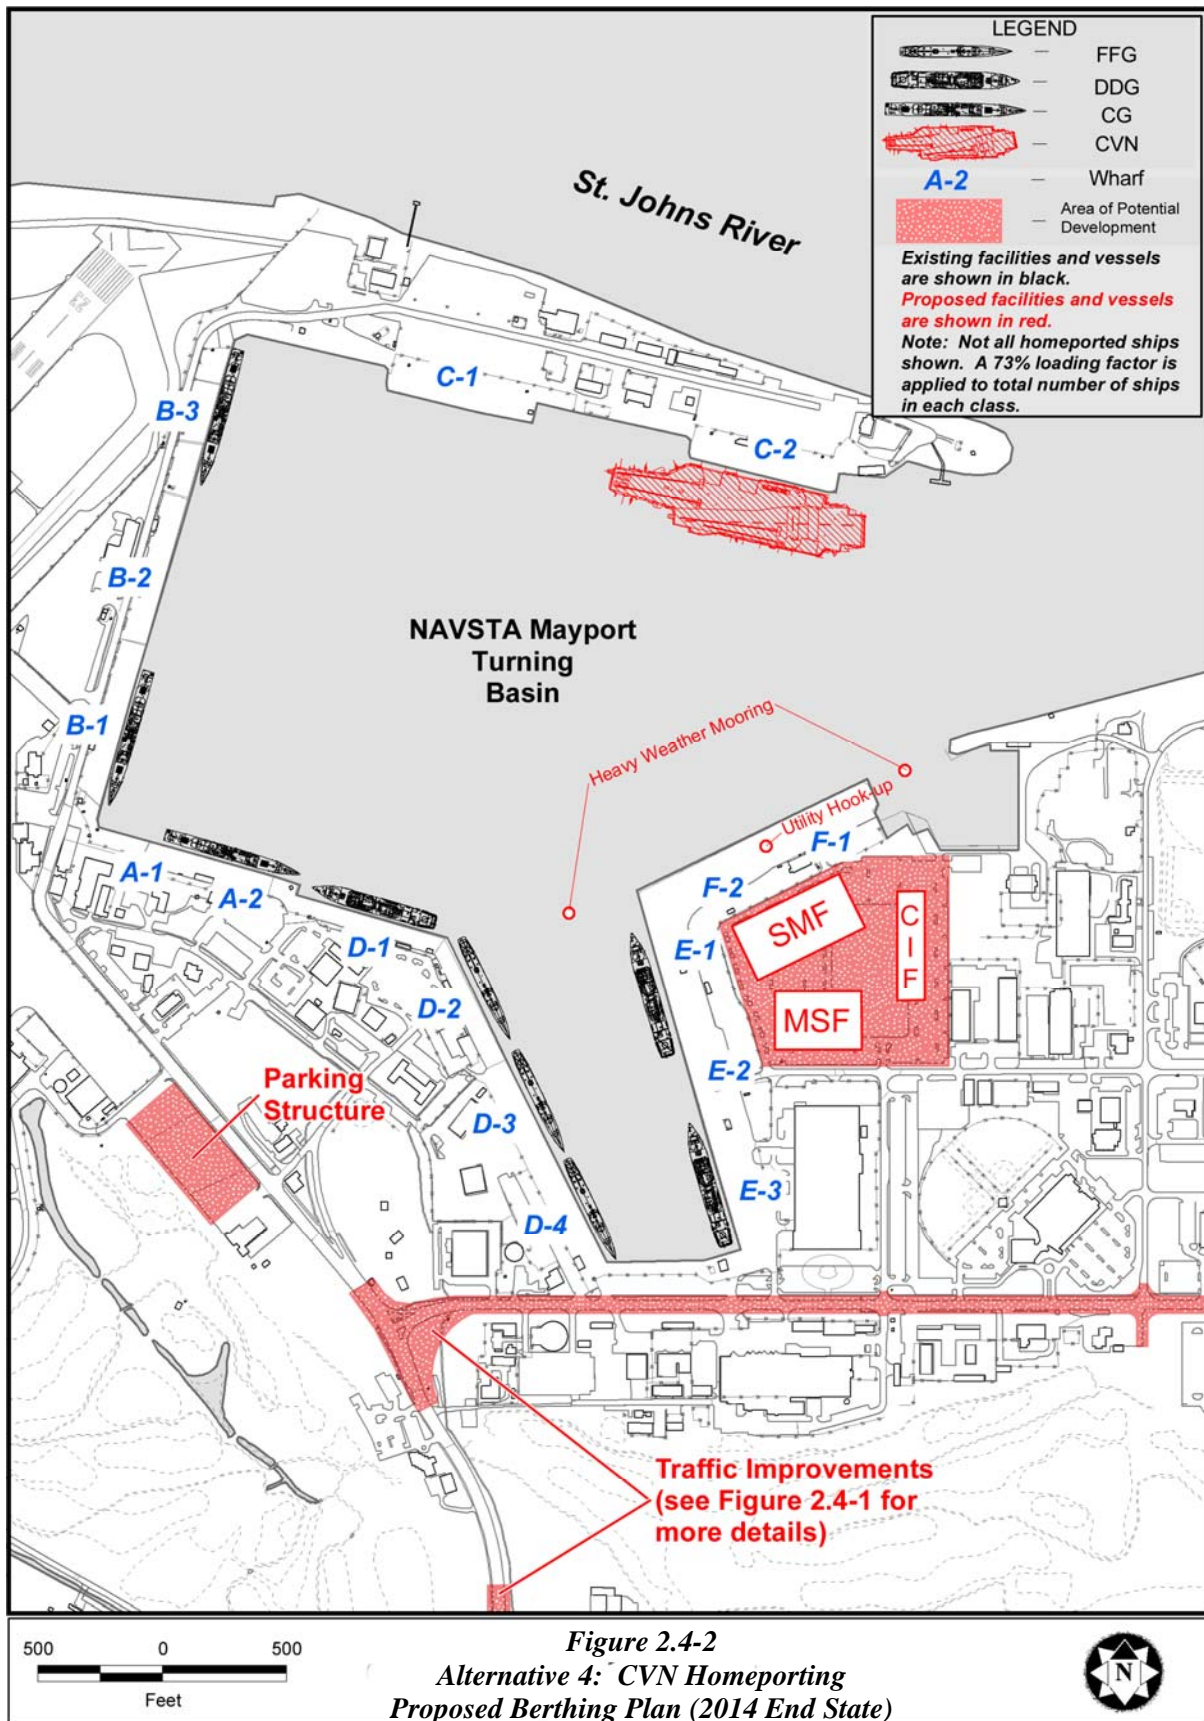 LEGEND
FFG
DDG
CG
CVN
A-2
Wharf
Area of Potential
Development
Existing facilities and vessels
are shown in black.
Proposed facilities and vessels
are shown in red.
Note: Not all homeported ships
shown. A 73% loading factor is
applied to total number of ships
in each class.
St. Johns River
C-1
B-3
C-2
B-2
NAVSTA Mayport
Turning
Basin
B-1
Heavy Weather Mooring
Utility Hook-up
F-1
A-1
F-2
A-2
SMF
C
I
F
D-1
E-1
D-2
MSF
E-2
Parking
Structure
D-3
E-3
D-4
Traffic Improvements
(see Figure 2.4-1 for
more details)
500 0 500
Feet
Figure 2.4-2
Alternative 4: CVN Homeporting
Proposed Berthing Plan (2014 End State)
N